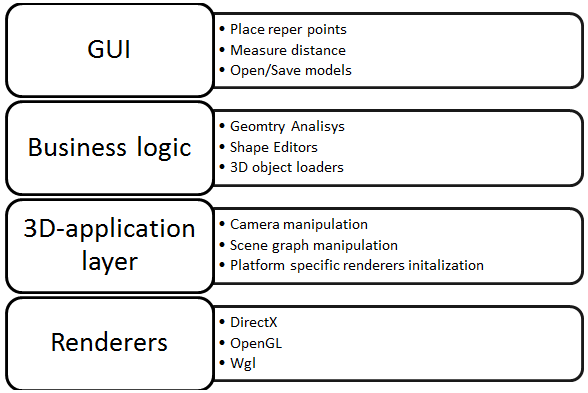 GUI
• Place reper points
• Measure distance
• Open/Save models
Business logic
• Geomtry Analisys
• Shape Editors
• 3D object loaders
3D-application
layer
• Camera manipulation
• Scene graph manipulation
• Platform specific renderers initalization
Renderers
• DirectX
• OpenGL
• Wgl